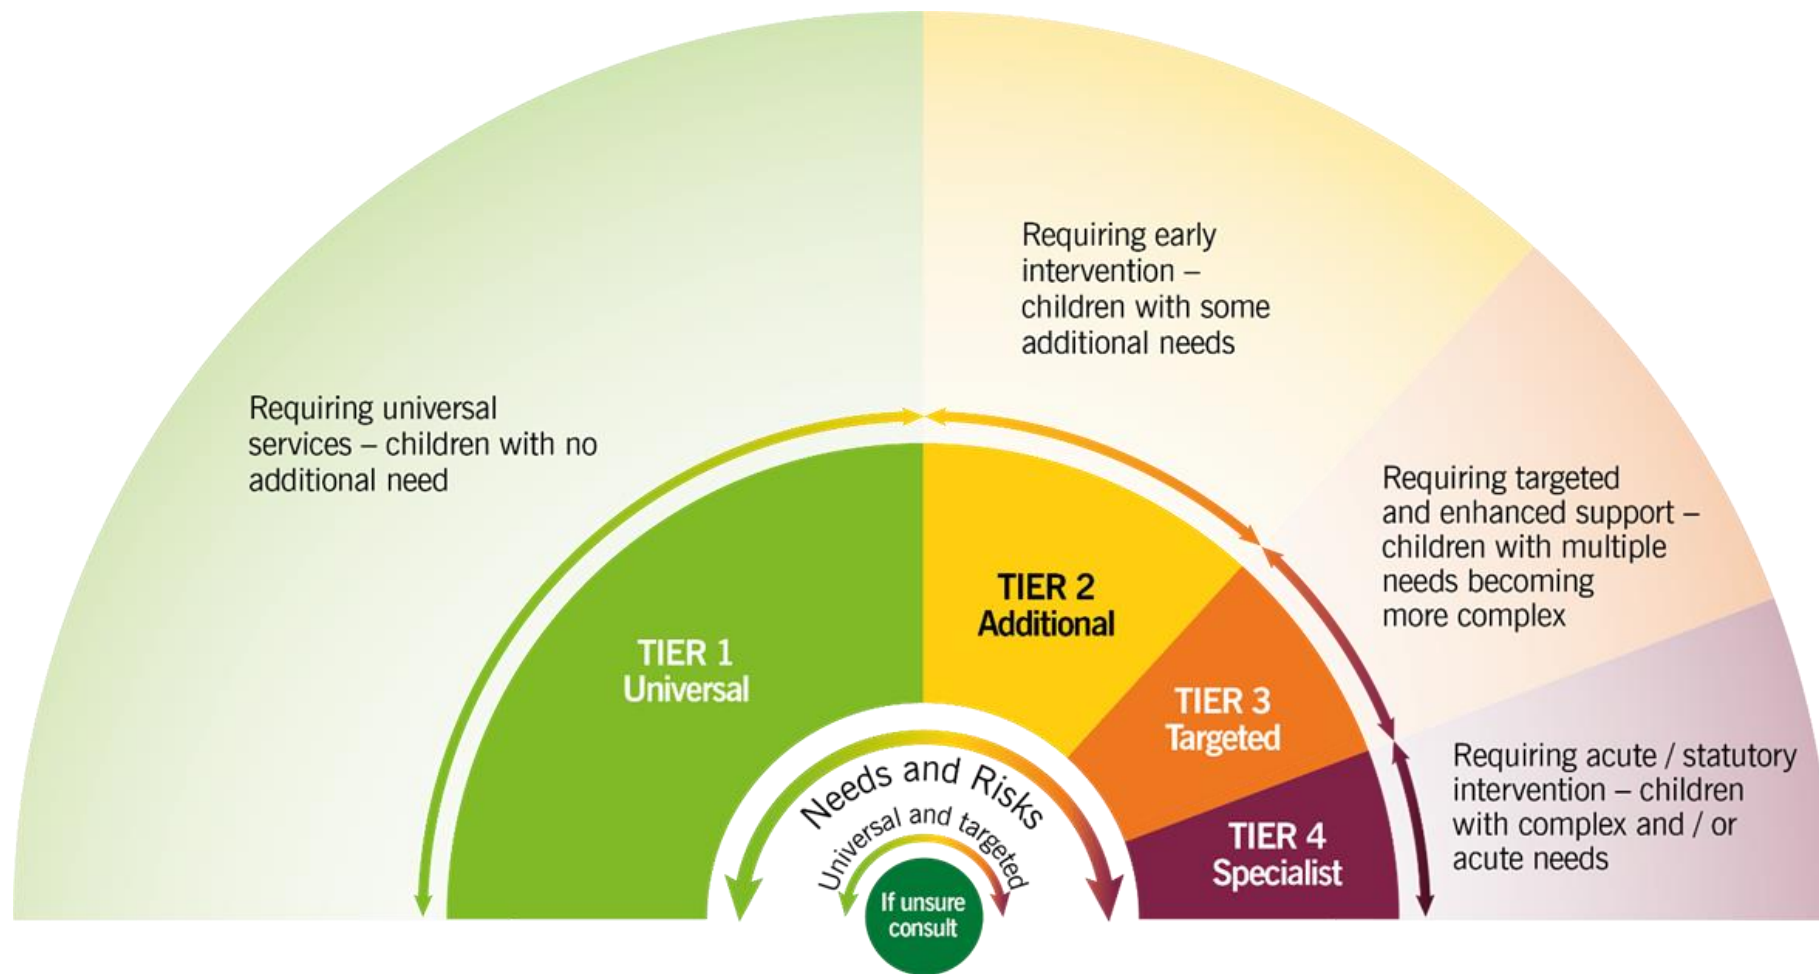 Requiring universal
services – children with no
additional need
Requiring early
intervention –
children with some
additional needs
Requiring targeted
and enhanced support –
children with multiple
needs becoming
more complex
Requiring acute / statutory
intervention – children
with complex and / or
acute needs
TIER 1
Universal
TIER 2
Additional
TIER 3
Targeted
TIER 4
Specialist
Needs and Risks
Universal and targeted
If unsure
consult